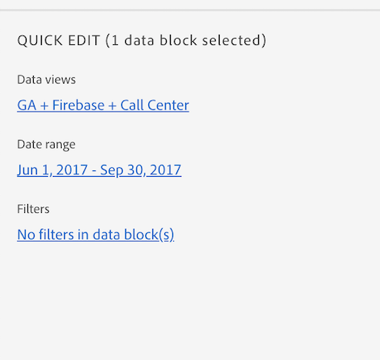 QUICK EDIT (1 data block selected)
Data views
GA + Firebase + Call Center
Date range
Jun 1, 2017 - Sep 30, 2017
Filters
No filters in data block(s)